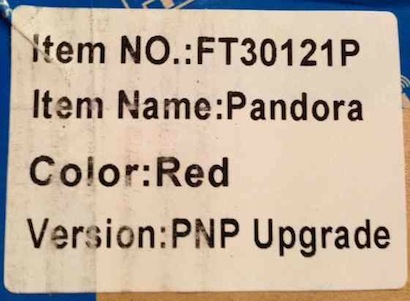 Item NO.:FT30121P
Item Name:Pandora
Color:Red
Version:PNP Upgrade